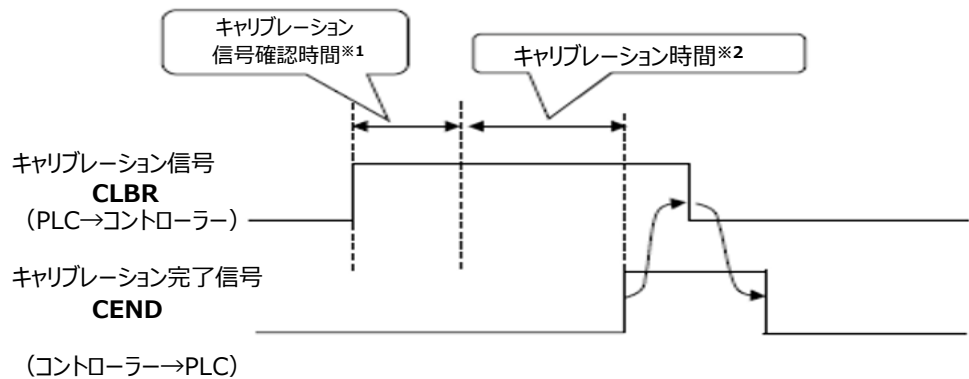 キャリブレーション
信号確認時間※1
キャリブレーション時間※2
キャリブレーション信号
CLBR
（PLC→コントローラー）
キャリブレーション完了信号
CEND
（コントローラー→PLC）